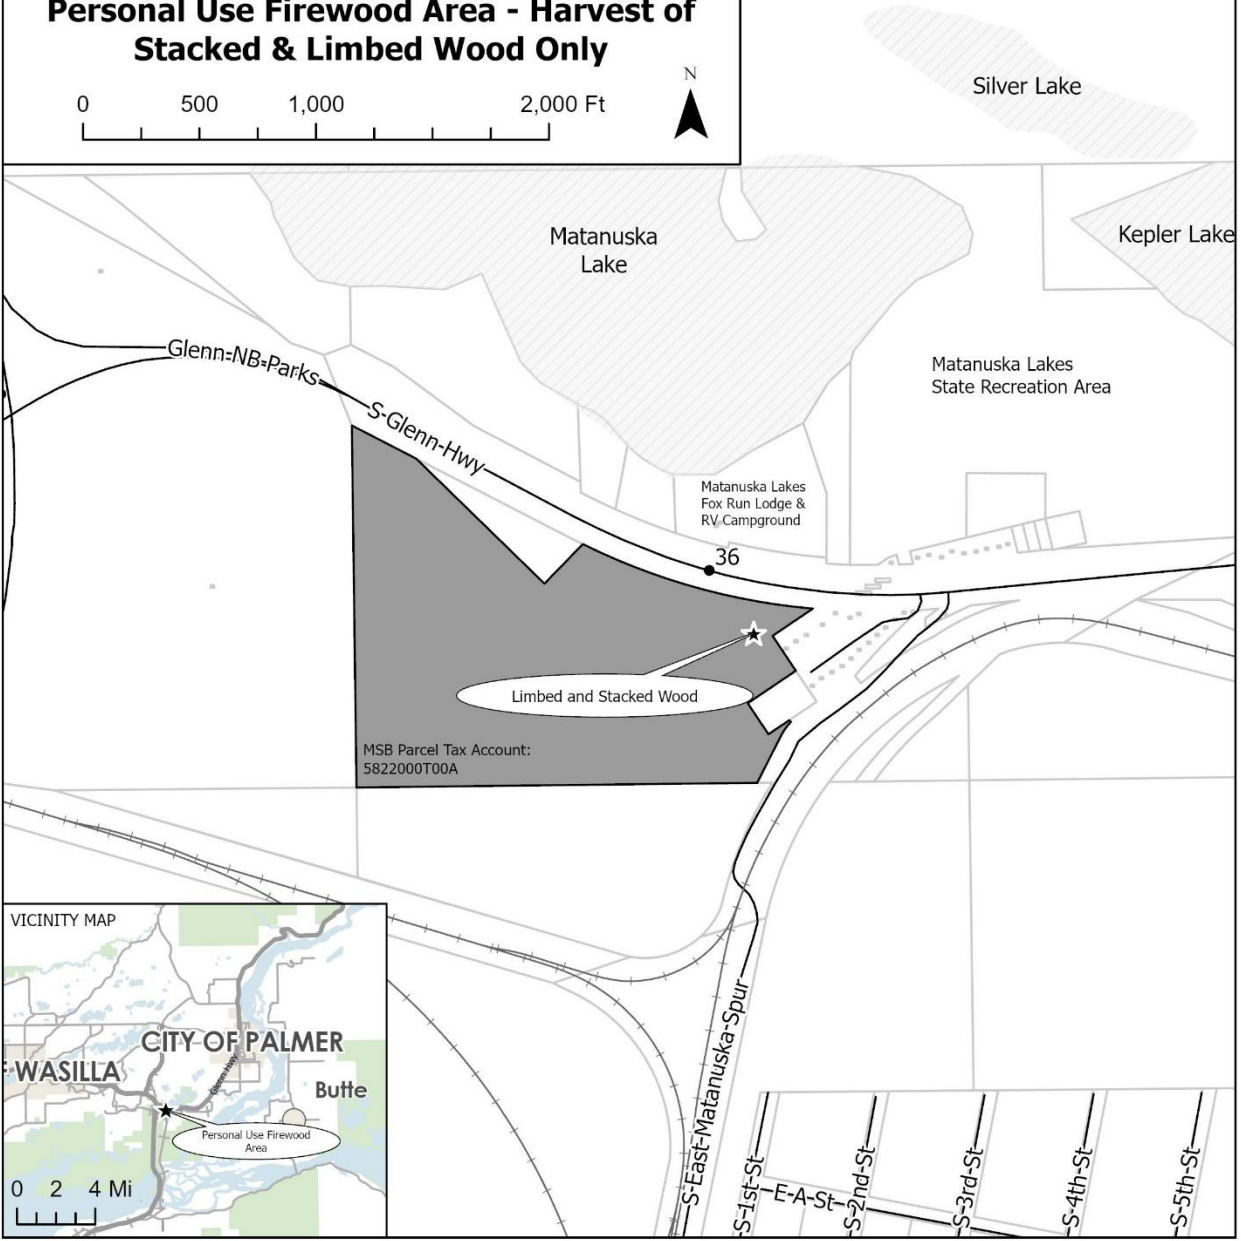 Personal Use Firewood Area - Harvest of
Stacked & Limbed Wood Only
0 500 1,000 2,000 Ft
N
Silver Lake
Matanuska
Lake
Kepler Lake
Glenn-NB-Parks
Matanuska Lakes
State Recreation Area
S-Glenn-Hwy
Matanuska Lakes
Fox Run Lodge &
RV Campground
36
Limbed and Stacked Wood
MSB Parcel Tax Account:
5822000T00A
VICINITY MAP
CITY OF PALMER
F WASILLA
Glenn Hwy
Butte
Personal Use Firewood
Area
0 2 4 Mi
S-East-Matanuska-Spur
S-1st-St
E-A-St
S-2nd-St
S-3rd-St
S-4th-St
S-5th-St